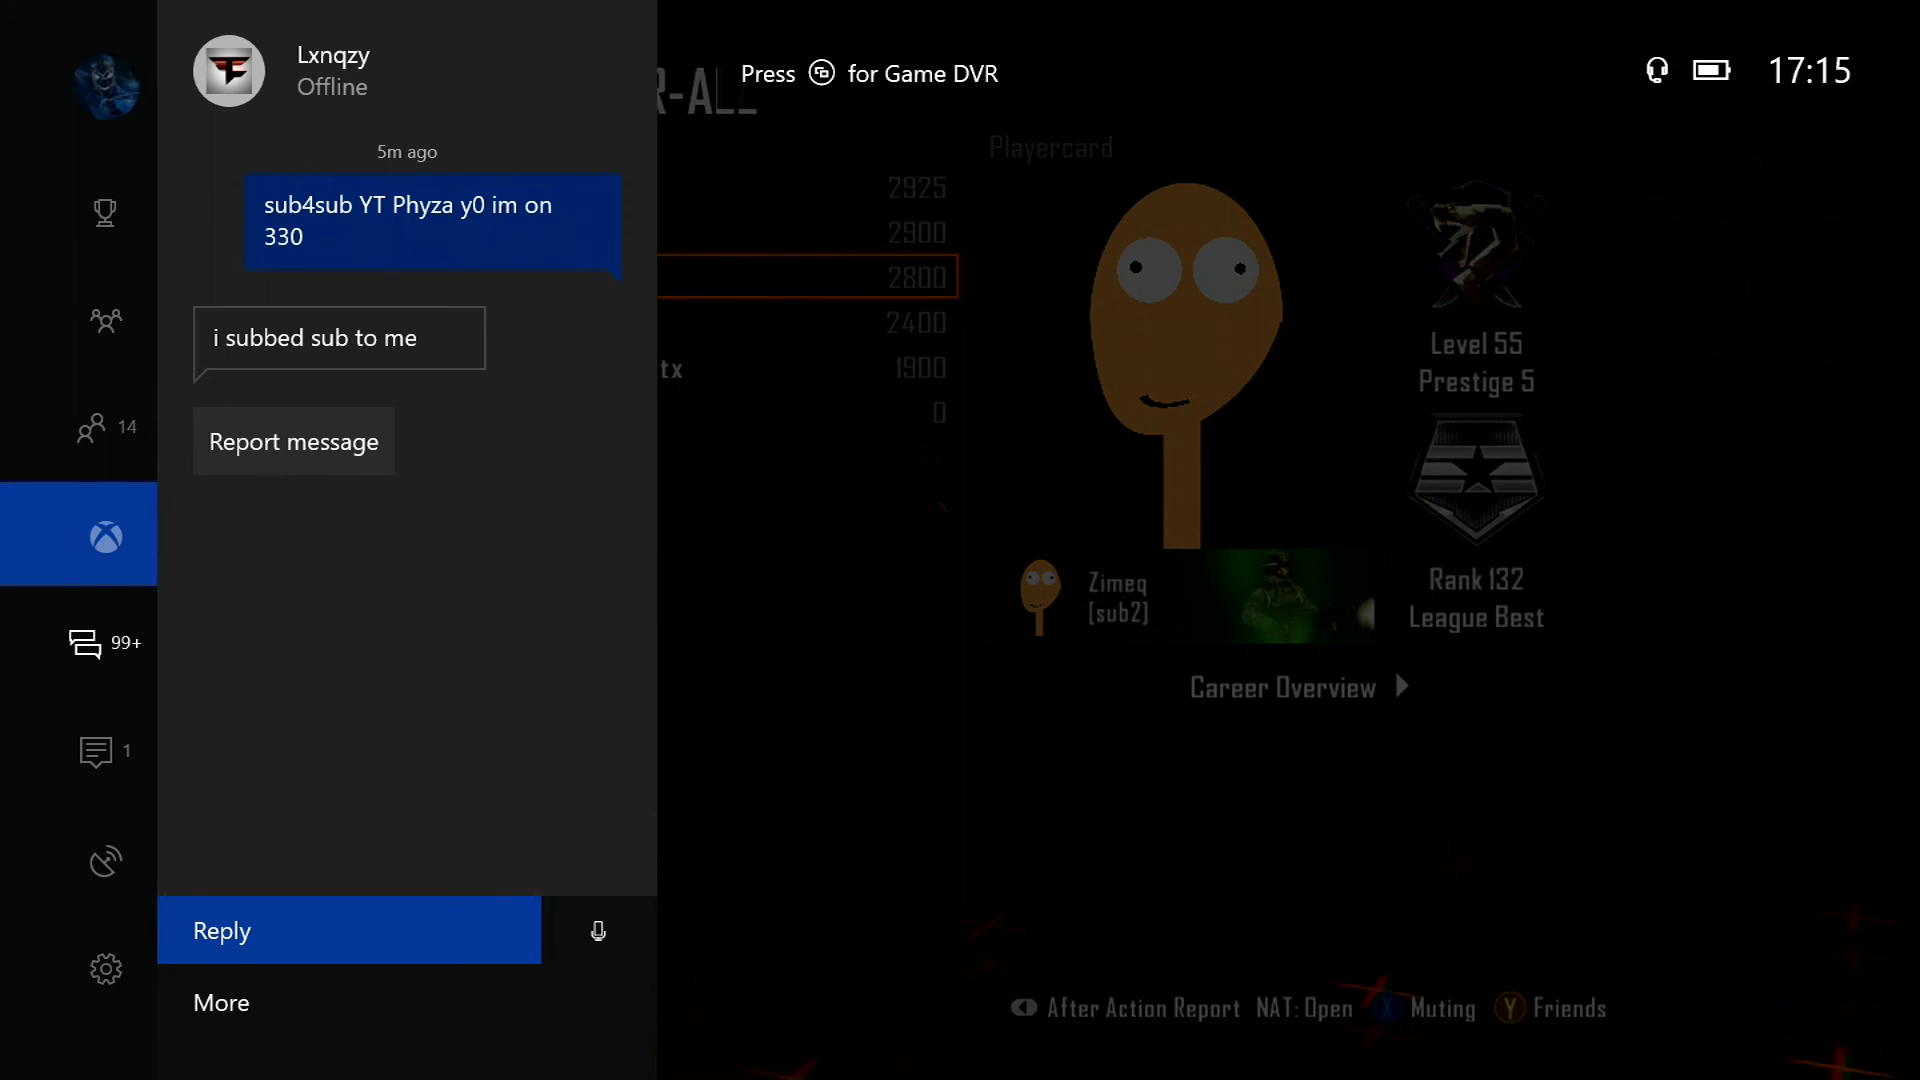 Lxnqzy
Offline
5m ago
sub4sub YT Phyza y0 im on
330
i subbed sub to me
Report message
14
99+
1
Reply
More
R-ALL
Press for Game DVR
17:15
2925
2900
2800
2400
tx 1900
0
Playercard
Level 55
Prestige 5
Zimeq
[sub2]
Rank 132
League Best
Career Overview
After Action Report NAT: Open X Muting Y Friends